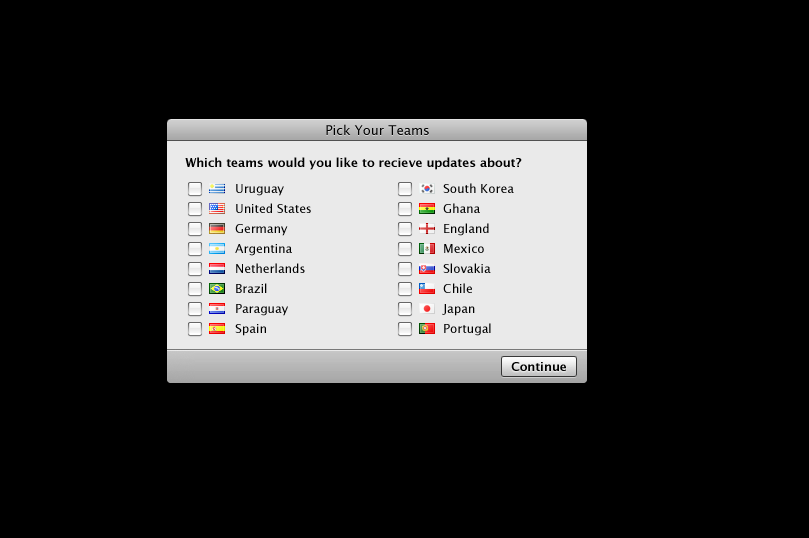 Pick Your Teams
Which teams would you like to recieve updates about?
Uruguay
South Korea
United States
Ghana
Germany
England
Argentina
Mexico
Netherlands
Slovakia
Brazil
Chile
Paraguay
Japan
Spain
Portugal
Continue